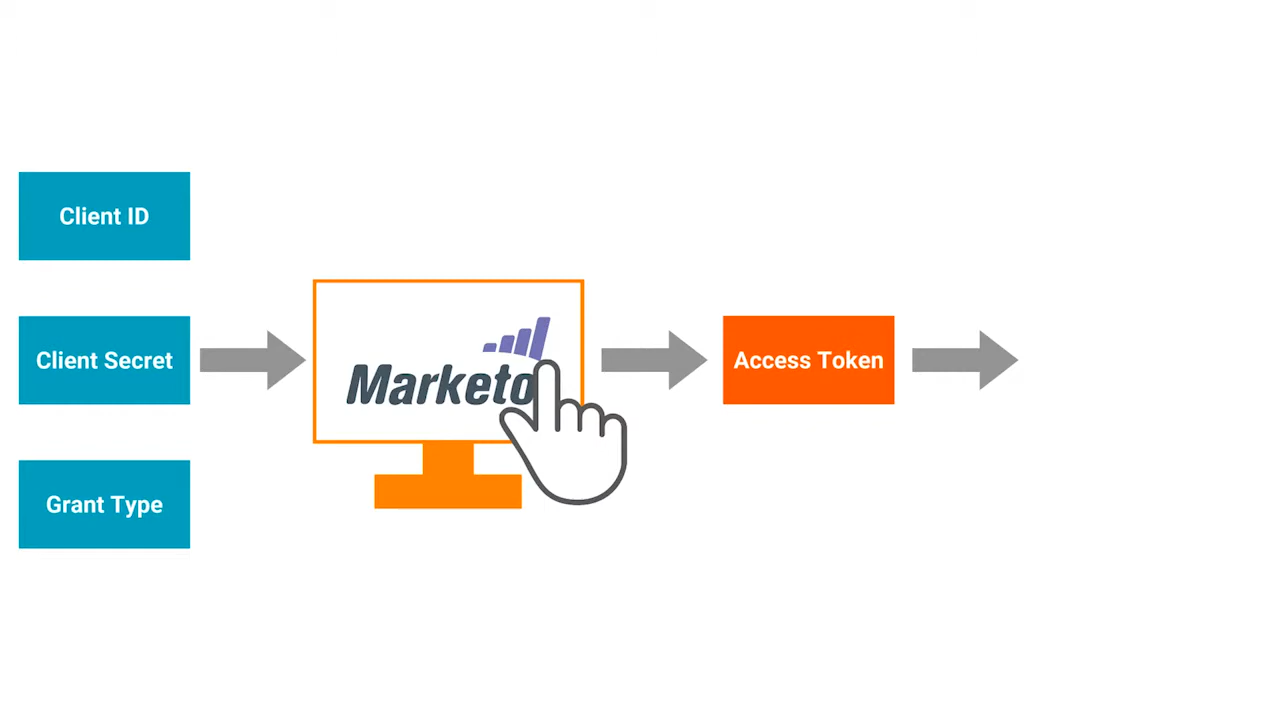 Client ID
Client Secret
Marketo
Access Token
Grant Type